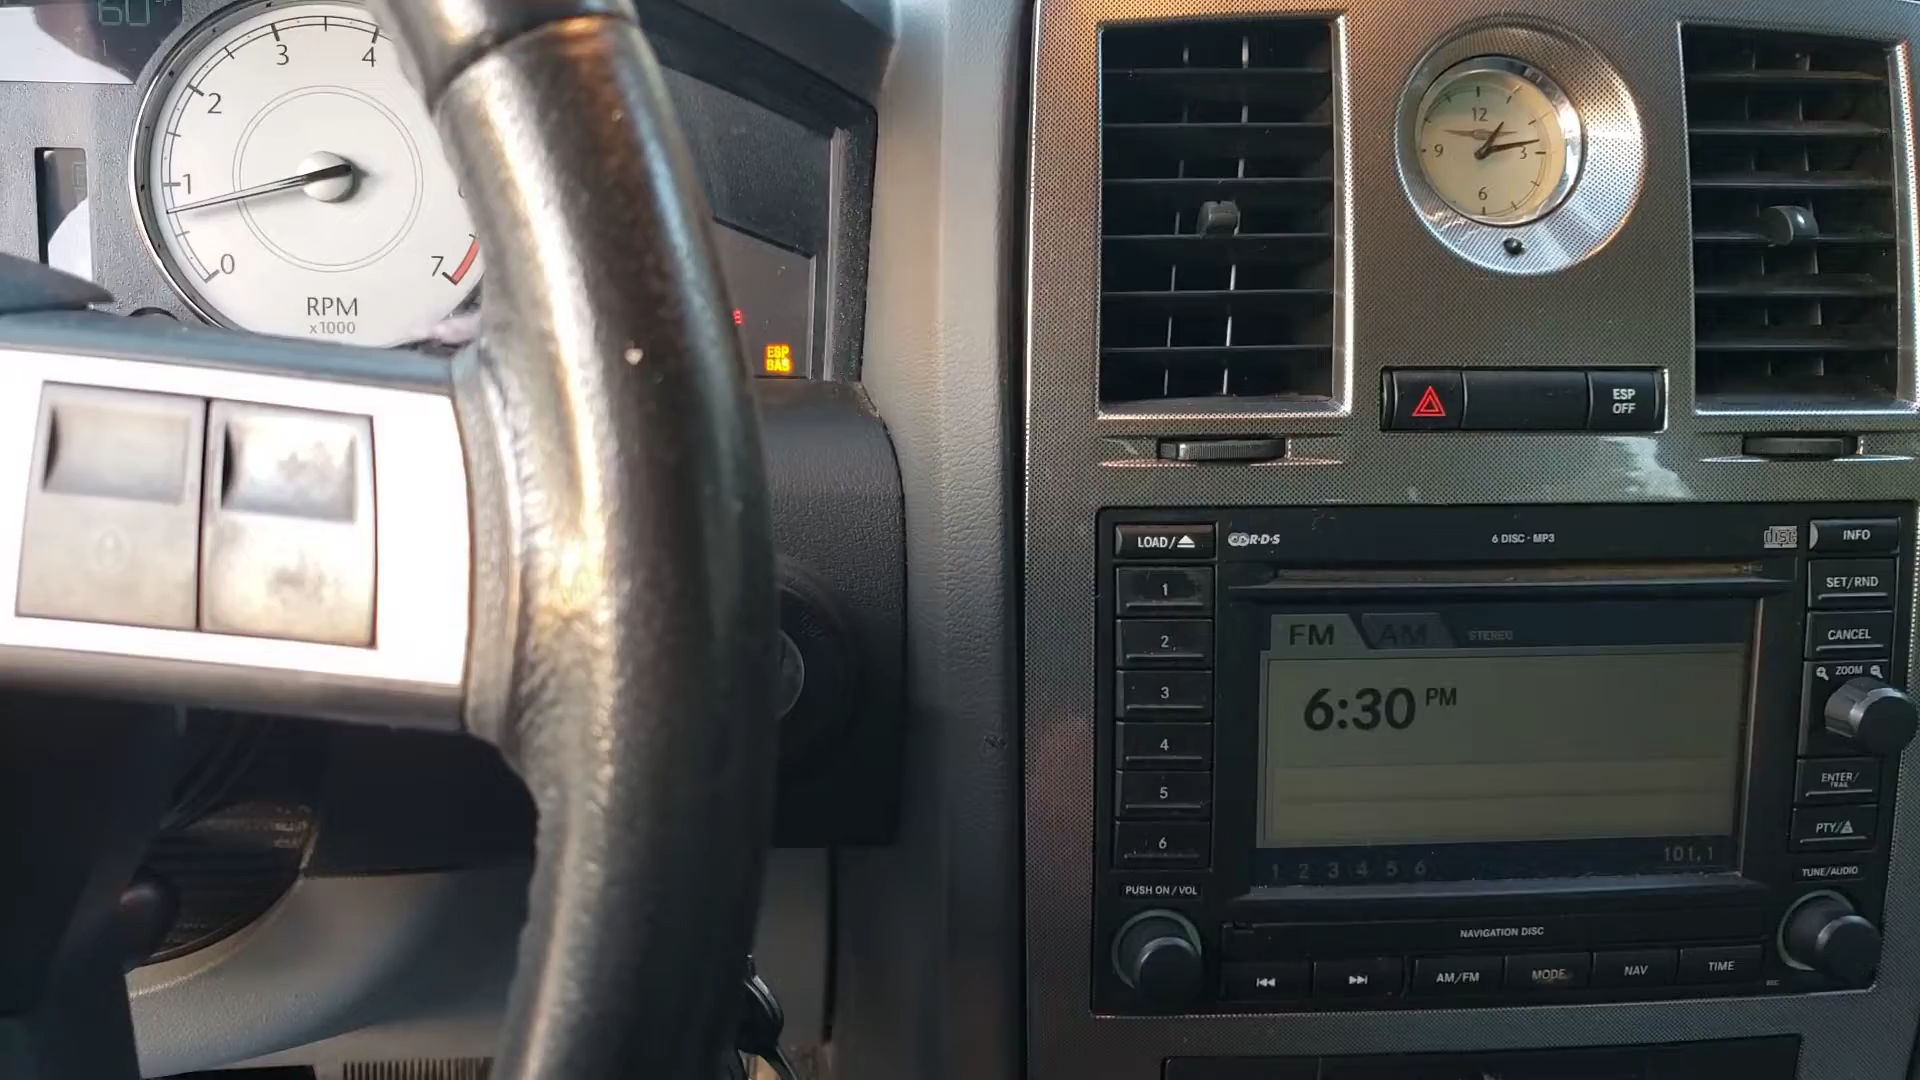 60
4
3
2
1
0
7
RPM
x1000
ESP
BAS
12
9
3
6
ESP
OFF
LOAD/
R·D·S
6 DISC · MP3
disc
INFO
1
2
3
4
5
6
SET/RND
CANCEL
ZOOM
ENTER/
TRAIL
PTY/
TUNE/AUDIO
FM AM STEREO
6:30 PM
1 2 3 4 5 6
101.1
PUSH ON/VOL
NAVIGATION DISC
AM/FM
MODE
NAV
TIME